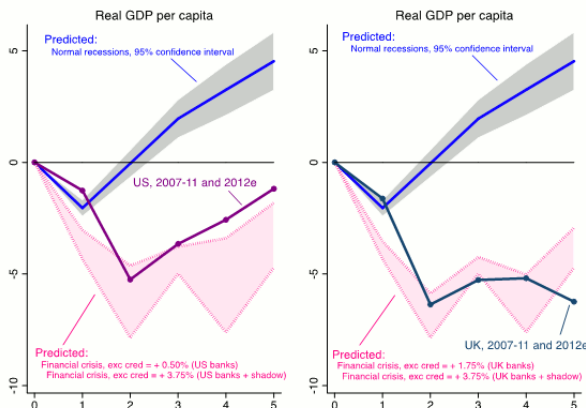 Real GDP per capita
Predicted:
Normal recessions, 95% confidence interval
US, 2007-11 and 2012e
Predicted:
Financial crisis, exc cred = + 0.50% (US banks)
Financial crisis, exc cred = + 3.75% (US banks + shadow)
5
0
-5
-10
0 1 2 3 4 5
Real GDP per capita
Predicted:
Normal recessions, 95% confidence interval
UK, 2007-11 and 2012e
Predicted:
Financial crisis, exc cred = + 1.75% (UK banks)
Financial crisis, exc cred = + 3.75% (UK banks + shadow)
5
0
-5
-10
0 1 2 3 4 5